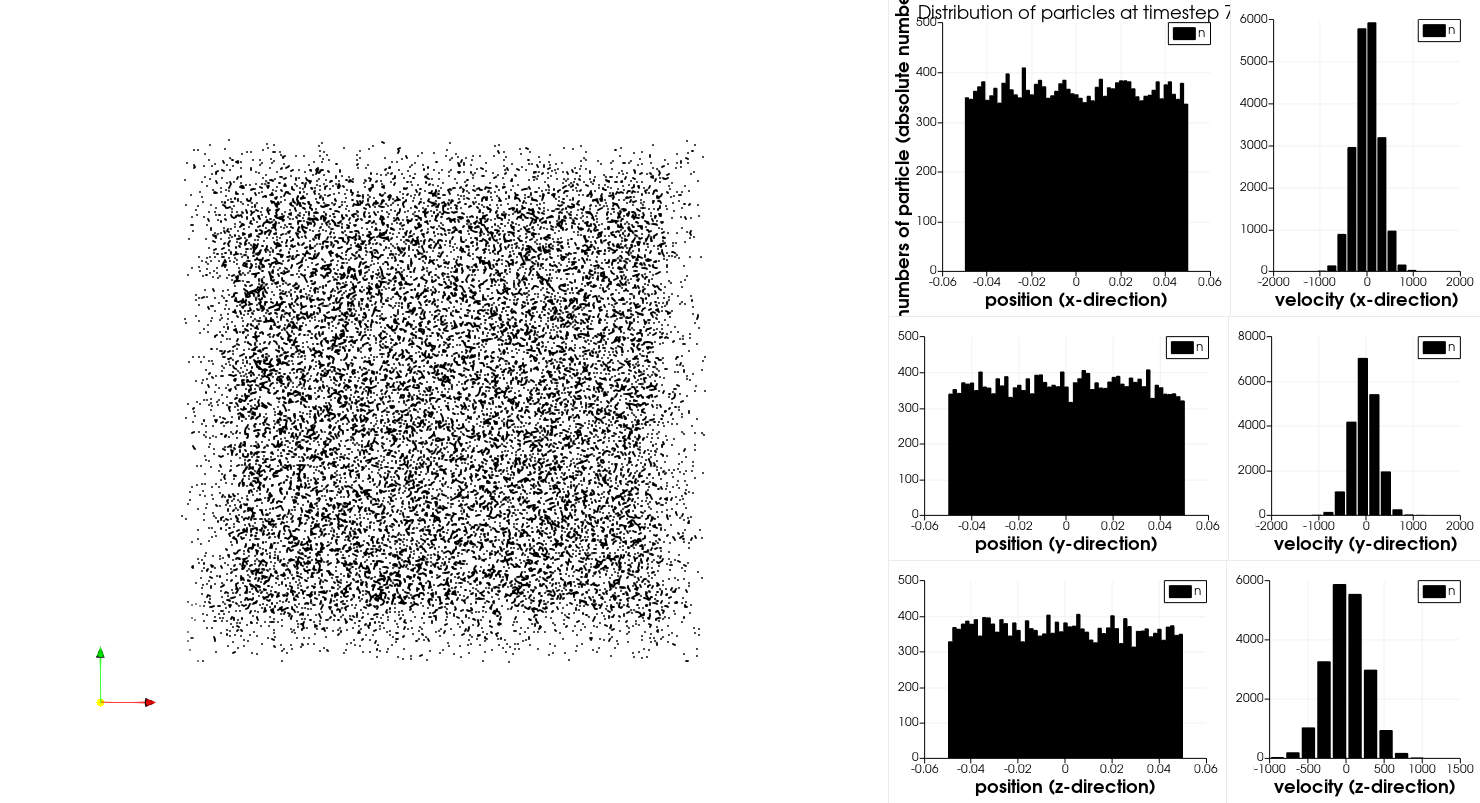 Distribution of particles at timestep 7
numbers of particle (absolute numbe
500
400
300
200
100
0
-0.06 -0.04 -0.02 0 0.02 0.04 0.06
position (x-direction)
n
6000
5000
4000
3000
2000
1000
0
-2000 -1000 0 1000 2000
velocity (x-direction)
n
500
400
300
200
100
0
-0.06 -0.04 -0.02 0 0.02 0.04 0.06
position (y-direction)
n
8000
6000
4000
2000
0
-2000 -1000 0 1000 2000
velocity (y-direction)
n
500
400
300
200
100
0
-0.06 -0.04 -0.02 0 0.02 0.04 0.06
position (z-direction)
n
6000
4000
2000
0
-1000 -500 0 500 1000 1500
velocity (z-direction)
n